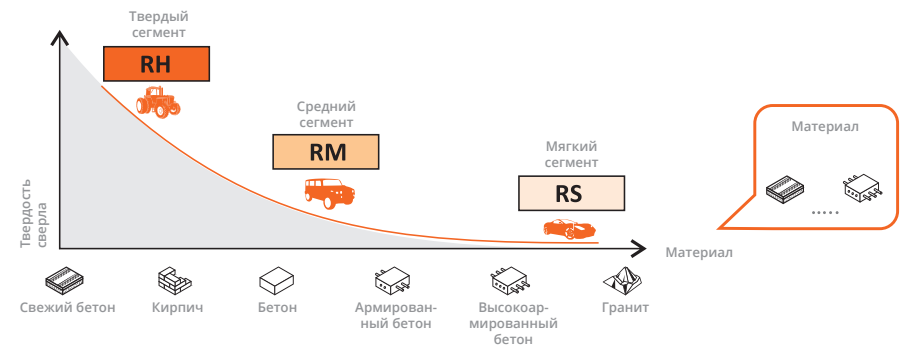 Твердый
сегмент
RH
Средний
сегмент
RM
Мягкий
сегмент
RS
Материал
Твердость
сверла
Материал
Свежий бетон
Кирпич
Бетон
Армирован-
ный бетон
Высокоар-
мированный
бетон
Гранит